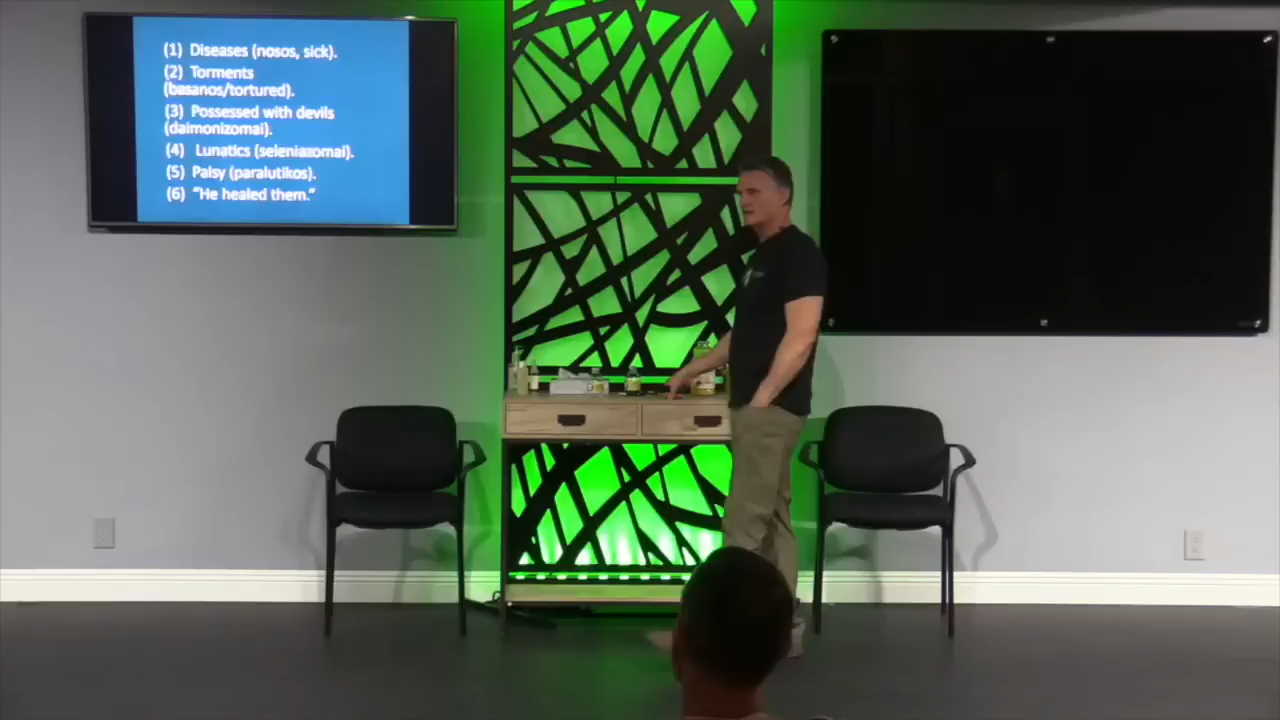 (1) Diseases (nosos, sick).
(2) Torments
(basanos/tortured).
(3) Possessed with devils
(daimonizomai).
(4) Lunatics (seleniazomai).
(5) Palsy (paralutikos).
(6) "He healed them."